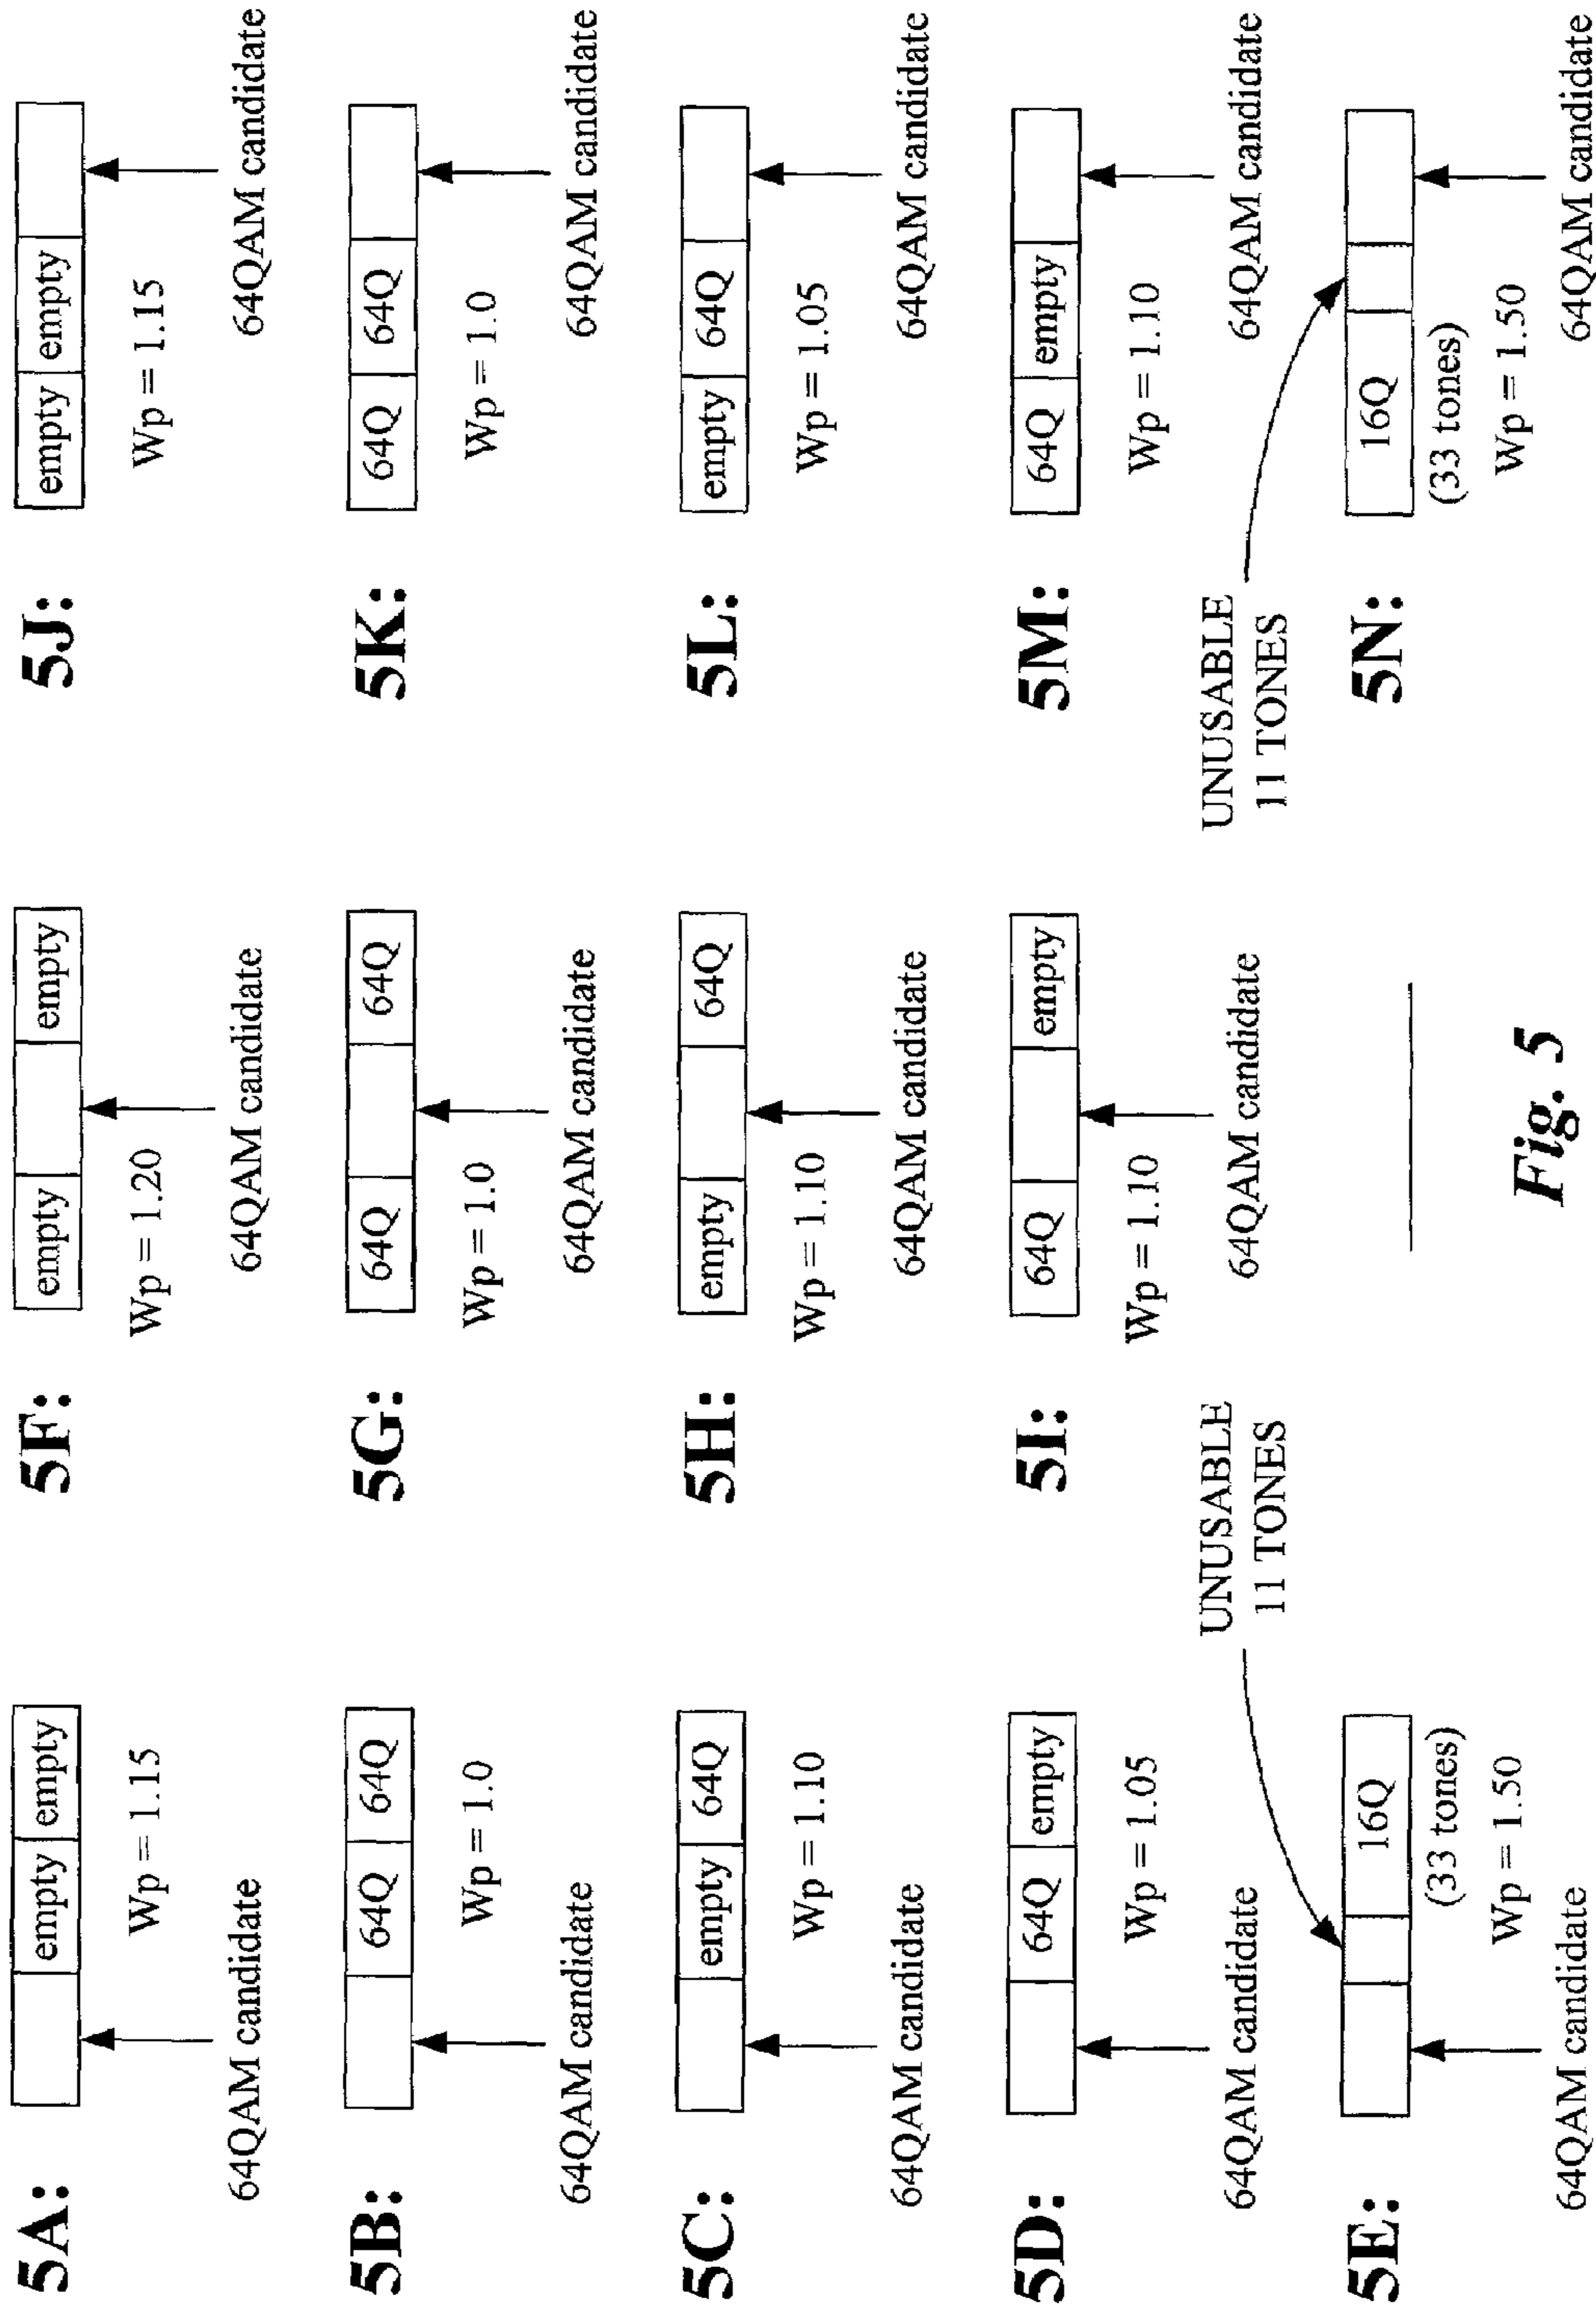 5A:
empty empty
Wp = 1.15
64QAM candidate
5B:
64Q 64Q
Wp = 1.0
64QAM candidate
5C:
empty 64Q
Wp = 1.10
64QAM candidate
5D:
64Q empty
Wp = 1.05
64QAM candidate
UNUSABLE
11 TONES
5E:
16Q
(33 tones)
Wp = 1.50
64QAM candidate
5F:
empty empty
Wp = 1.20
64QAM candidate
5G:
64Q 64Q
Wp = 1.0
64QAM candidate
5H:
empty 64Q
Wp = 1.10
64QAM candidate
5I:
64Q empty
Wp = 1.10
64QAM candidate
5J:
empty empty
Wp = 1.15
64QAM candidate
5K:
64Q 64Q
Wp = 1.0
64QAM candidate
5L:
empty 64Q
Wp = 1.05
64QAM candidate
5M:
64Q empty
Wp = 1.10
64QAM candidate
UNUSABLE
11 TONES
5N:
16Q
(33 tones)
Wp = 1.50
64QAM candidate
Fig. 5